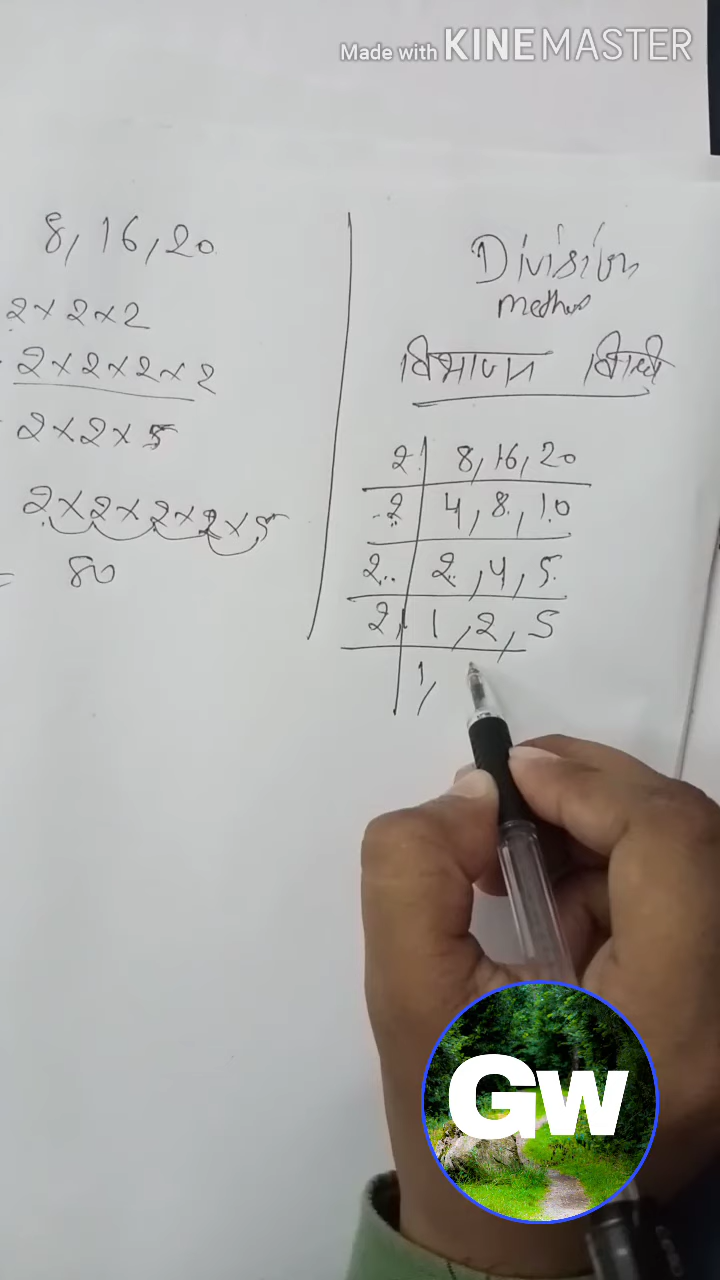 Made with KINEMASTER
8, 16, 20
2 × 2 × 2
2 × 2 × 2 × 2
2 × 2 × 5
2 × 2 × 2 × 2 × 5
= 80
Division
method
विभाजन विधि
2 8, 16, 20
2 4, 8, 10
2 2, 4, 5
2 1, 2, 5
1,
GW